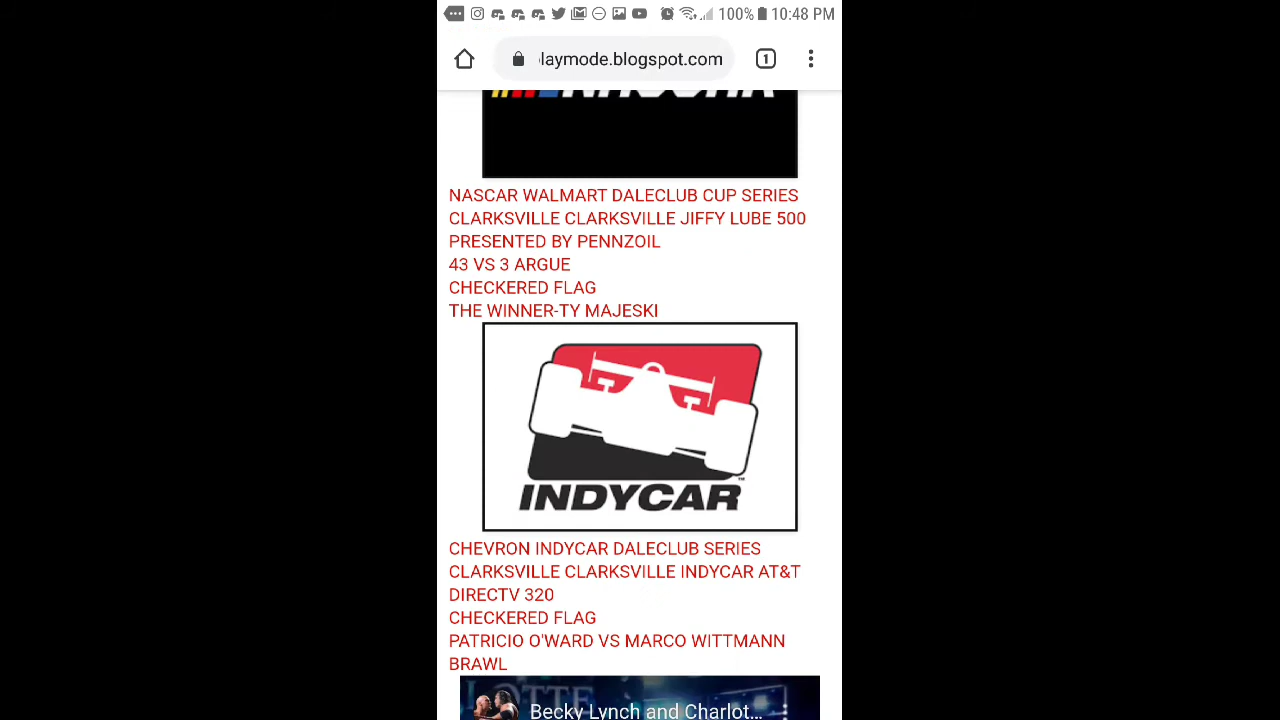 100% 10:48 PM
laymode.blogspot.com
1
NASCAR
NASCAR WALMART DALECLUB CUP SERIES
CLARKSVILLE CLARKSVILLE JIFFY LUBE 500
PRESENTED BY PENNZOIL
43 VS 3 ARGUE
CHECKERED FLAG
THE WINNER-TY MAJESKI
INDYCAR
CHEVRON INDYCAR DALECLUB SERIES
CLARKSVILLE CLARKSVILLE INDYCAR AT&T
DIRECTV 320
CHECKERED FLAG
PATRICIO O'WARD VS MARCO WITTMANN
BRAWL
Becky Lynch and Charlot...